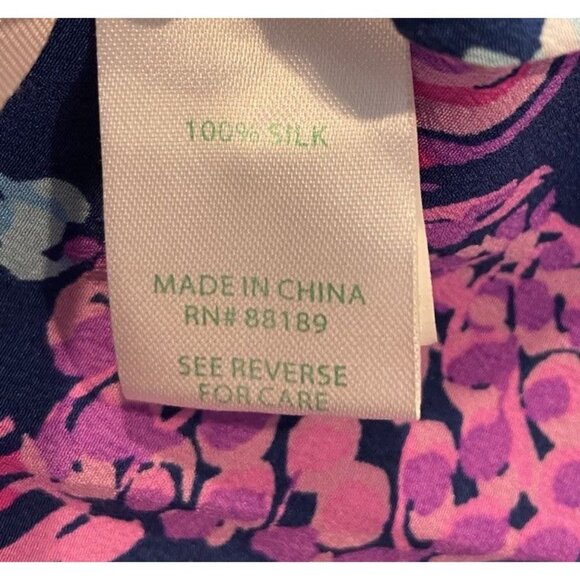 100% SILK
MADE IN CHINA
RN# 88189
SEE REVERSE
FOR CARE